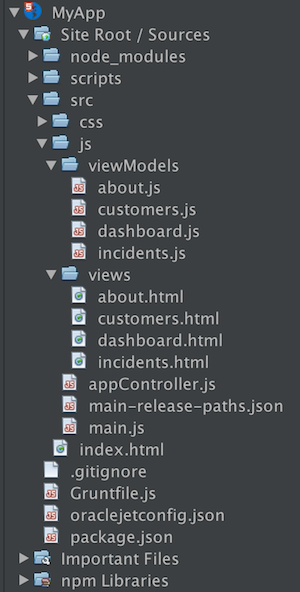 MyApp
Site Root / Sources
node_modules
scripts
src
css
js
viewModels
about.js
customers.js
dashboard.js
incidents.js
views
about.html
customers.html
dashboard.html
incidents.html
appController.js
main-release-paths.json
main.js
index.html
.gitignore
Gruntfile.js
oraclejetconfig.json
package.json
Important Files
npm Libraries